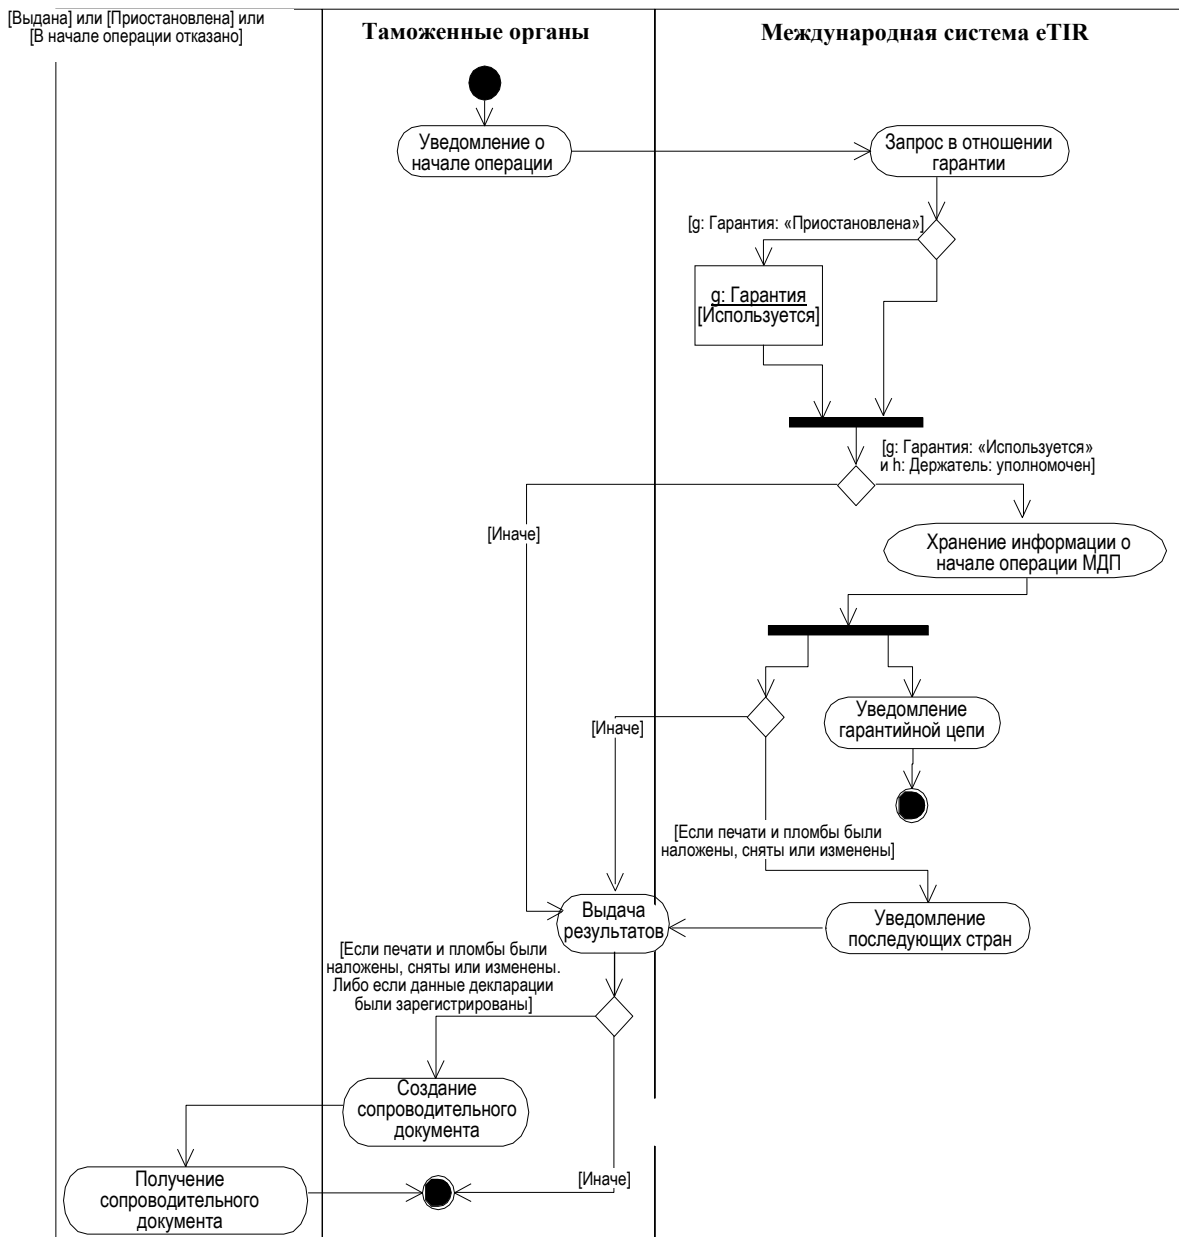 [Выдана] или [Приостановлена] или
[В начале операции отказано]
Таможенные органы
Международная система eTIR
Уведомление о
начале операции
Запрос в отношении
гарантии
[g: Гарантия: «Приостановлена»]
g: Гарантия
[Используется]
[g: Гарантия: «Используется»
и h: Держатель: уполномочен]
[Иначе]
Хранение информации о
начале операции МДП
[Иначе]
Уведомление
гарантийной цепи
[Если печати и пломбы были
наложены, сняты или изменены]
Выдача
результатов
Уведомление
последующих стран
[Если печати и пломбы были
наложены, сняты или изменены.
Либо если данные декларации
были зарегистрированы]
Создание
сопроводительного
документа
[Иначе]
Получение
сопроводительного
документа